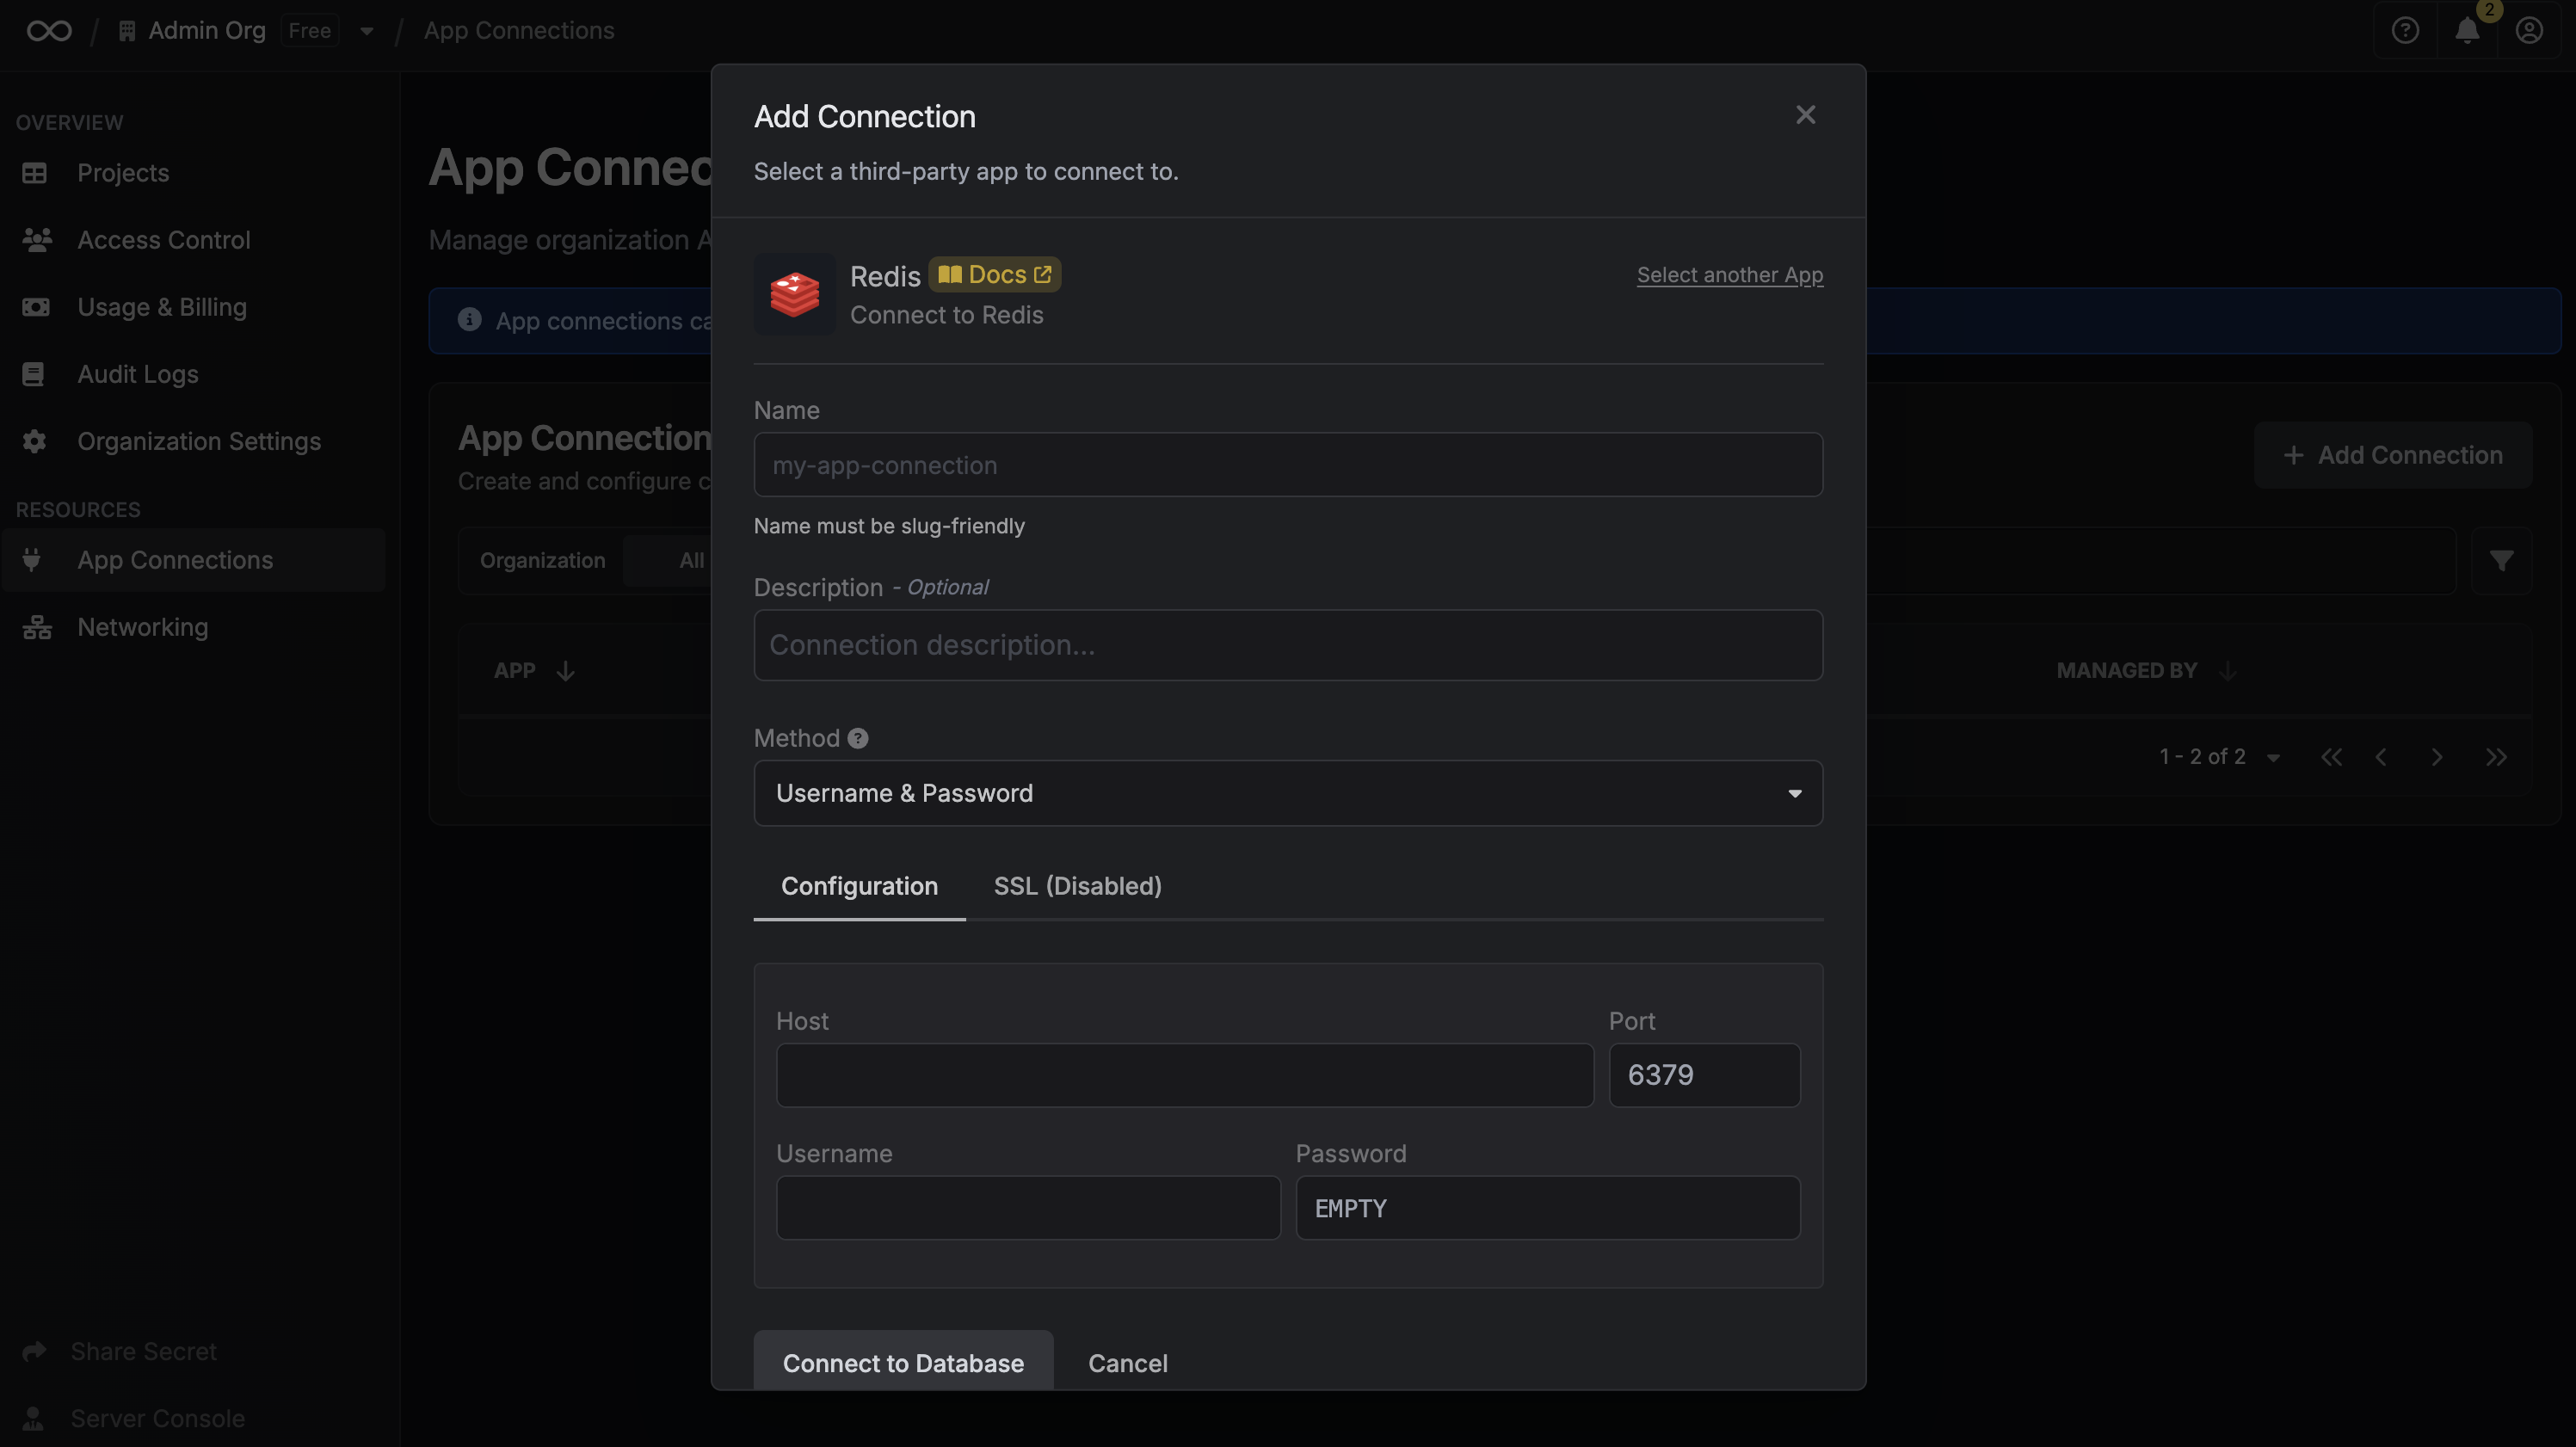 Admin Org Free / App Connections
2
OVERVIEW
Projects
Access Control
Usage & Billing
Audit Logs
Organization Settings
RESOURCES
App Connections
Networking
Share Secret
Server Console
App Connec
Manage organization A
App connections ca
App Connection
Create and configure c
Add Connection
Organization All
APP
MANAGED BY
1 - 2 of 2
Add Connection
Select a third-party app to connect to.
Redis Docs
Connect to Redis
Select another App
Name
my-app-connection
Name must be slug-friendly
Description - Optional
Connection description...
Method
Username & Password
Configuration SSL (Disabled)
Host Port
6379
Username Password
EMPTY
Connect to Database Cancel